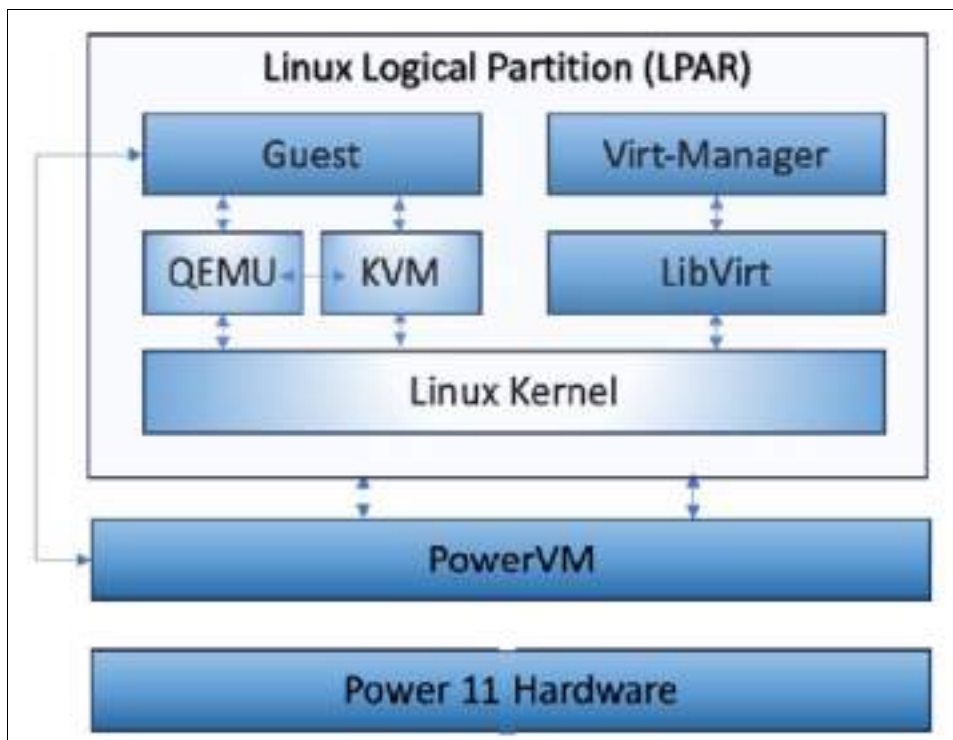 Linux Logical Partition (LPAR)
Guest
Virt-Manager
QEMU
KVM
LibVirt
Linux Kernel
PowerVM
Power 11 Hardware